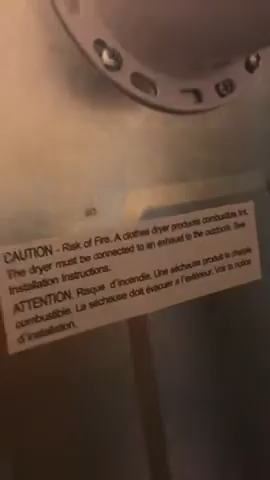 CAUTION - Risk of Fire. A clothes dryer produces combustible lint.
The dryer must be connected to an exhaust to the outdoors. See
Installation Instructions.
ATTENTION. Risque d'incendie. Une sécheuse produit la charpie
combustible. La sécheuse doit évacuer a l'extérieur. Voir la notice
d'installation.